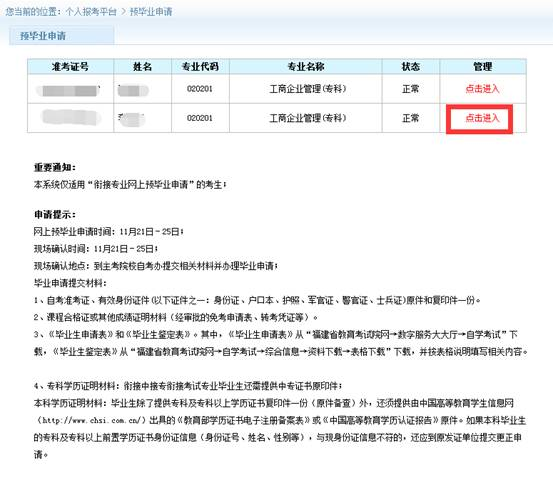 您当前的位置：个人报考平台 > 预毕业申请
预毕业申请
准考证号 姓名 专业代码 专业名称 状态 管理
020201 工商企业管理(专科) 正常 点击进入
020201 工商企业管理(专科) 正常 点击进入
重要通知：
本系统仅适用“衔接专业网上预毕业申请”的考生；
申请提示：
网上预毕业申请时间：11月21日－25日；
现场确认时间：11月21日－25日；
现场确认地点：到主考院校自考办提交相关材料并办理毕业申请；
毕业申请提交材料：
1、自考准考证、有效身份证件(以下证件之一：身份证、户口本、护照、军官证、警官证、士兵证)原件和复印件一份。
2、课程合格证或其他成绩证明材料（经审批的免考申请表、转考凭证等）。
3、《毕业生申请表》和《毕业生鉴定表》。其中，《毕业生申请表》从“福建省教育考试院网→数字服务大大厅→自学考试”下
载，《毕业生鉴定表》从“福建省教育考试院网→自学考试→综合信息→资料下载→表格下载”下载，并按表格说明填写相关内容。
4、专科学历证明材料：衔接中接专衔接考试专业毕业生还需提供中专证书原印件；
本科学历证明材料：毕业生除了提供专科及专科以上学历证书复印件一份（原件备查）外，还须提供由中国高等教育学生信息网
（http://www.chsi.com.cn/）出具的《教育部学历证书电子注册备案表》或《中国高等教育学历认证报告》原件。如果本科毕业生
的专科及专科以上前置学历证书身份证信息（身份证号、姓名、性别等），与现身份证信息不符的，还应到原发证单位提交更正申
请。